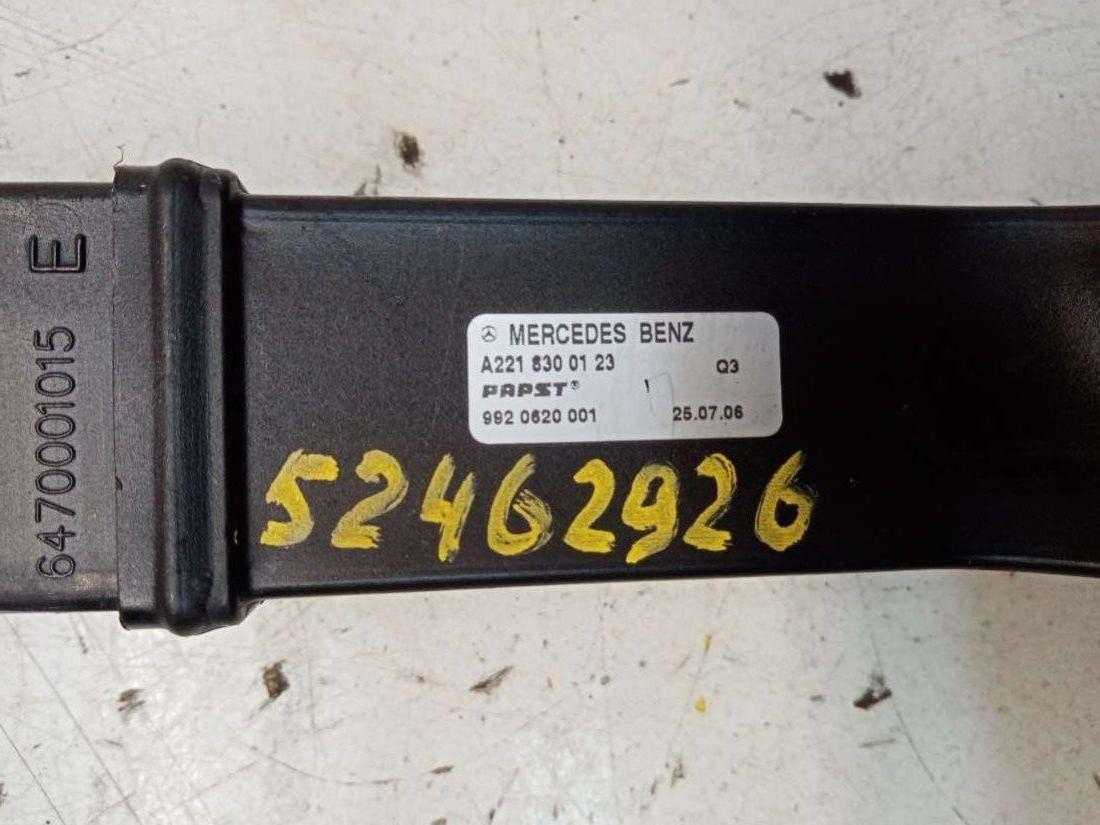 6470001015 E
MERCEDES BENZ
A221 830 01 23 Q3
PAPST®
992 0620 001 25.07.06
52462926